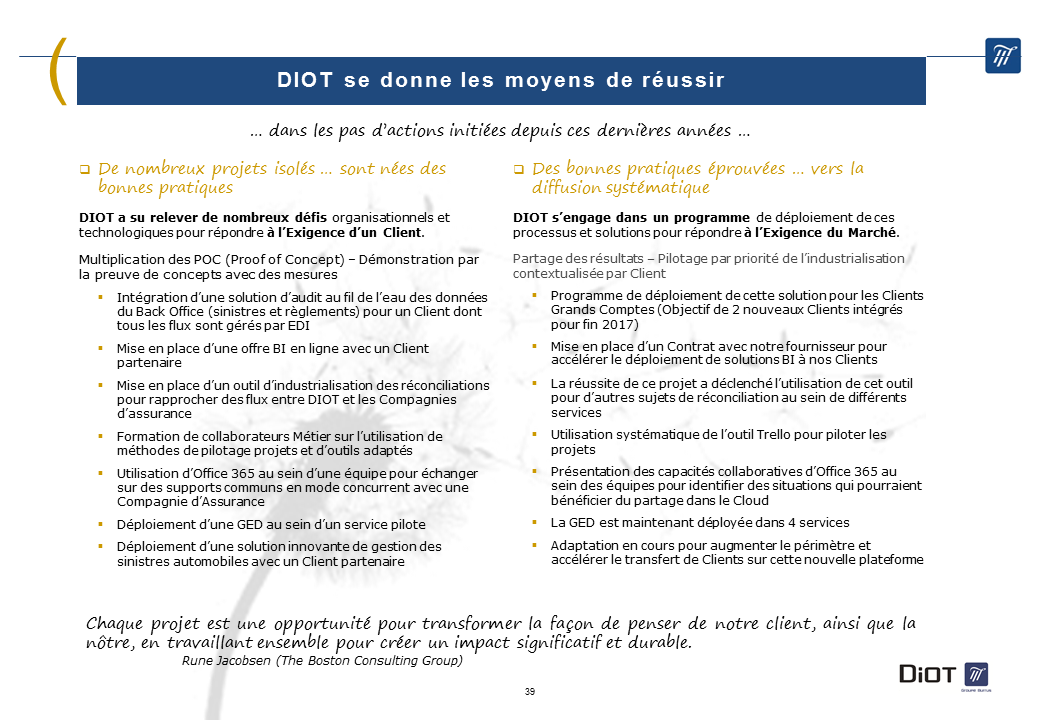 DIOT se donne les moyens de réussir
… dans les pas d’actions initiées depuis ces dernières années …
De nombreux projets isolés … sont nées des
bonnes pratiques
DIOT a su relever de nombreux défis organisationnels et
technologiques pour répondre à l’Exigence d’un Client.
Multiplication des POC (Proof of Concept) – Démonstration par
la preuve de concepts avec des mesures
Intégration d’une solution d’audit au fil de l’eau des données
du Back Office (sinistres et règlements) pour un Client dont
tous les flux sont gérés par EDI
Mise en place d’une offre BI en ligne avec un Client
partenaire
Mise en place d’un outil d’industrialisation des réconciliations
pour rapprocher des flux entre DIOT et les Compagnies
d’assurance
Formation de collaborateurs Métier sur l’utilisation de
méthodes de pilotage projets et d’outils adaptés
Utilisation d’Office 365 au sein d’une équipe pour échanger
sur des supports communs en mode concurrent avec une
Compagnie d’Assurance
Déploiement d’une GED au sein d’un service pilote
Déploiement d’une solution innovante de gestion des
sinistres automobiles avec un Client partenaire
Des bonnes pratiques éprouvées … vers la
diffusion systématique
DIOT s’engage dans un programme de déploiement de ces
processus et solutions pour répondre à l’Exigence du Marché.
Partage des résultats – Pilotage par priorité de l’industrialisation
contextualisée par Client
Programme de déploiement de cette solution pour les Clients
Grands Comptes (Objectif de 2 nouveaux Clients intégrés
pour fin 2017)
Mise en place d’un Contrat avec notre fournisseur pour
accélérer le déploiement de solutions BI à nos Clients
La réussite de ce projet a déclenché l’utilisation de cet outil
pour d’autres sujets de réconciliation au sein de différents
services
Utilisation systématique de l’outil Trello pour piloter les
projets
Présentation des capacités collaboratives d’Office 365 au
sein des équipes pour identifier des situations qui pourraient
bénéficier du partage dans le Cloud
La GED est maintenant déployée dans 4 services
Adaptation en cours pour augmenter le périmètre et
accélérer le transfert de Clients sur cette nouvelle plateforme
Chaque projet est une opportunité pour transformer la façon de penser de notre client, ainsi que la
nôtre, en travaillant ensemble pour créer un impact significatif et durable.
Rune Jacobsen (The Boston Consulting Group)
DIOT
Groupe Burrus
39